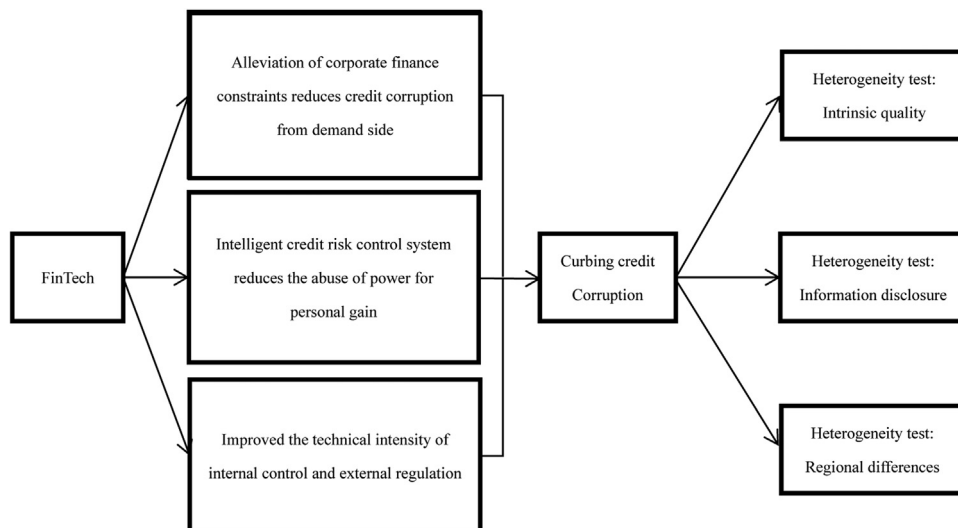 FinTech
Alleviation of corporate finance
constraints reduces credit corruption
from demand side
Intelligent credit risk control system
reduces the abuse of power for
personal gain
Improved the technical intensity of
internal control and external regulation
Curbing credit
Corruption
Heterogeneity test:
Intrinsic quality
Heterogeneity test:
Information disclosure
Heterogeneity test:
Regional differences